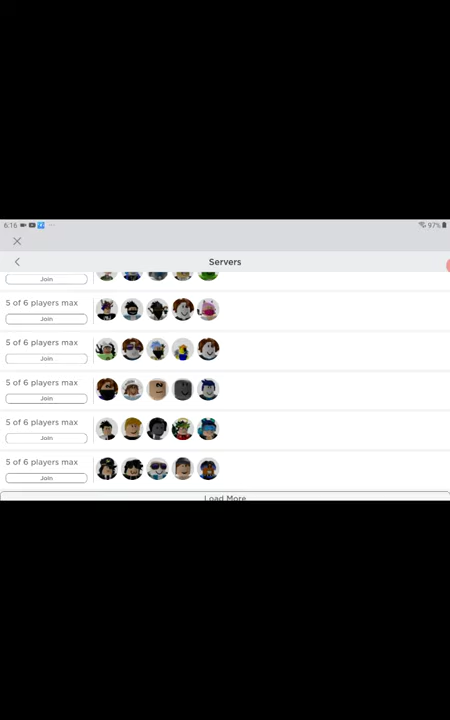 6:16 97%
Servers
Join
5 of 6 players max
Join
5 of 6 players max
Join
5 of 6 players max
Join
5 of 6 players max
Join
5 of 6 players max
Join
Load More